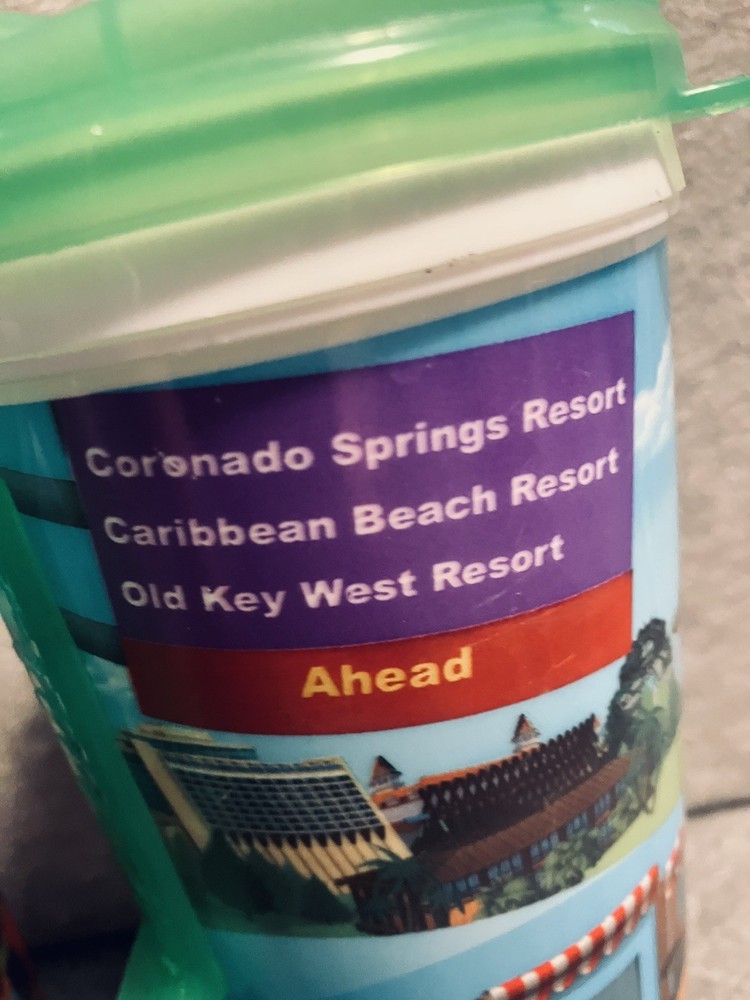 Coronado Springs Resort
Caribbean Beach Resort
Old Key West Resort
Ahead